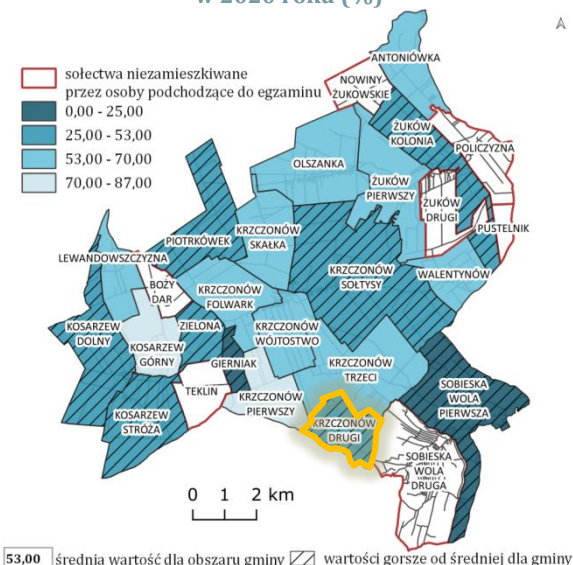 w 2020 roku (%)
sołectwa niezamieszkiwane
przez osoby podchodzące do egzaminu
0,00 - 25,00
25,00 - 53,00
53,00 - 70,00
70,00 - 87,00
ANTONIÓWKA
NOWINY
ŻUKOWSKIE
ŻUKÓW
KOLONIA
POLICZYZNA
OLSZANKA
ŻUKÓW
PIERWSZY
ŻUKÓW
DRUGI
PUSTELNIK
PIOTRKÓWEK
KRZCZONÓW
SKAŁKA
LEWANDOWSZCZYZNA
BOŻY
DAR
KRZCZONÓW
FOLWARK
KRZCZONÓW
SOŁTYSY
WALENTYNÓW
KOSARZEW
DOLNY
ZIELONA
KRZCZONÓW
WÓJTOSTWO
KOSARZEW
GÓRNY
GIERNIAK
KRZCZONÓW
TRZECI
TEKLIN
KRZCZONÓW
PIERWSZY
SOBIESKA
WOLA
PIERWSZA
KOSARZEW
STRÓŻA
KRZCZONÓW
DRUGI
SOBIESKA
WOLA
DRUGA
0 1 2 km
53,00 średnia wartość dla obszaru gminy wartości gorsze od średniej dla gminy